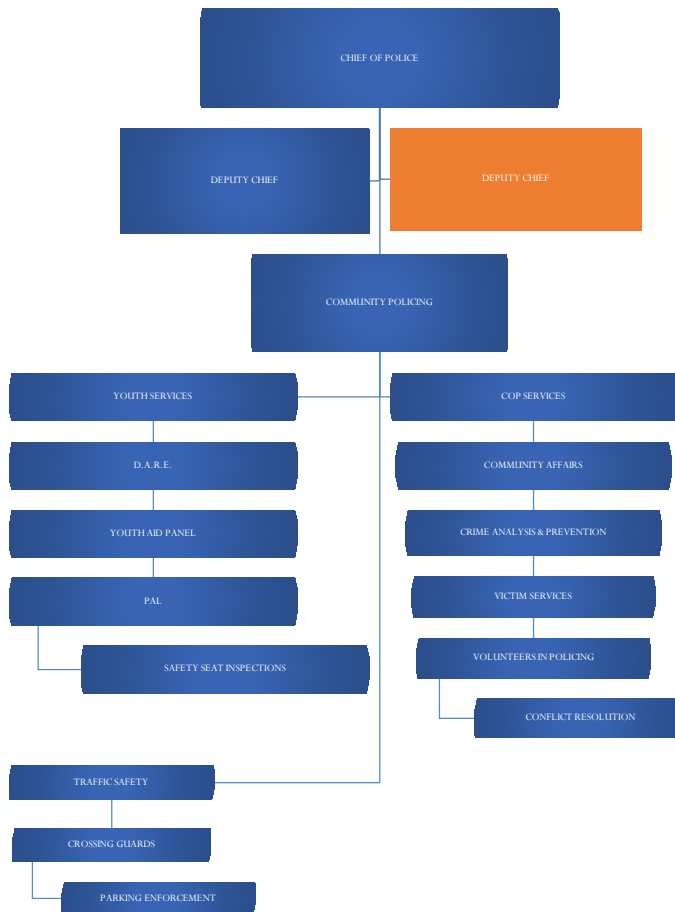 CHIEF OF POLICE
DEPUTY CHIEF
DEPUTY CHIEF
COMMUNITY POLICING
YOUTH SERVICES
COP SERVICES
D.A.R.E.
COMMUNITY AFFAIRS
YOUTH AID PANEL
CRIME ANALYSIS & PREVENTION
PAL
VICTIM SERVICES
SAFETY SEAT INSPECTIONS
VOLUNTEERS IN POLICING
CONFLICT RESOLUTION
TRAFFIC SAFETY
CROSSING GUARDS
PARKING ENFORCEMENT